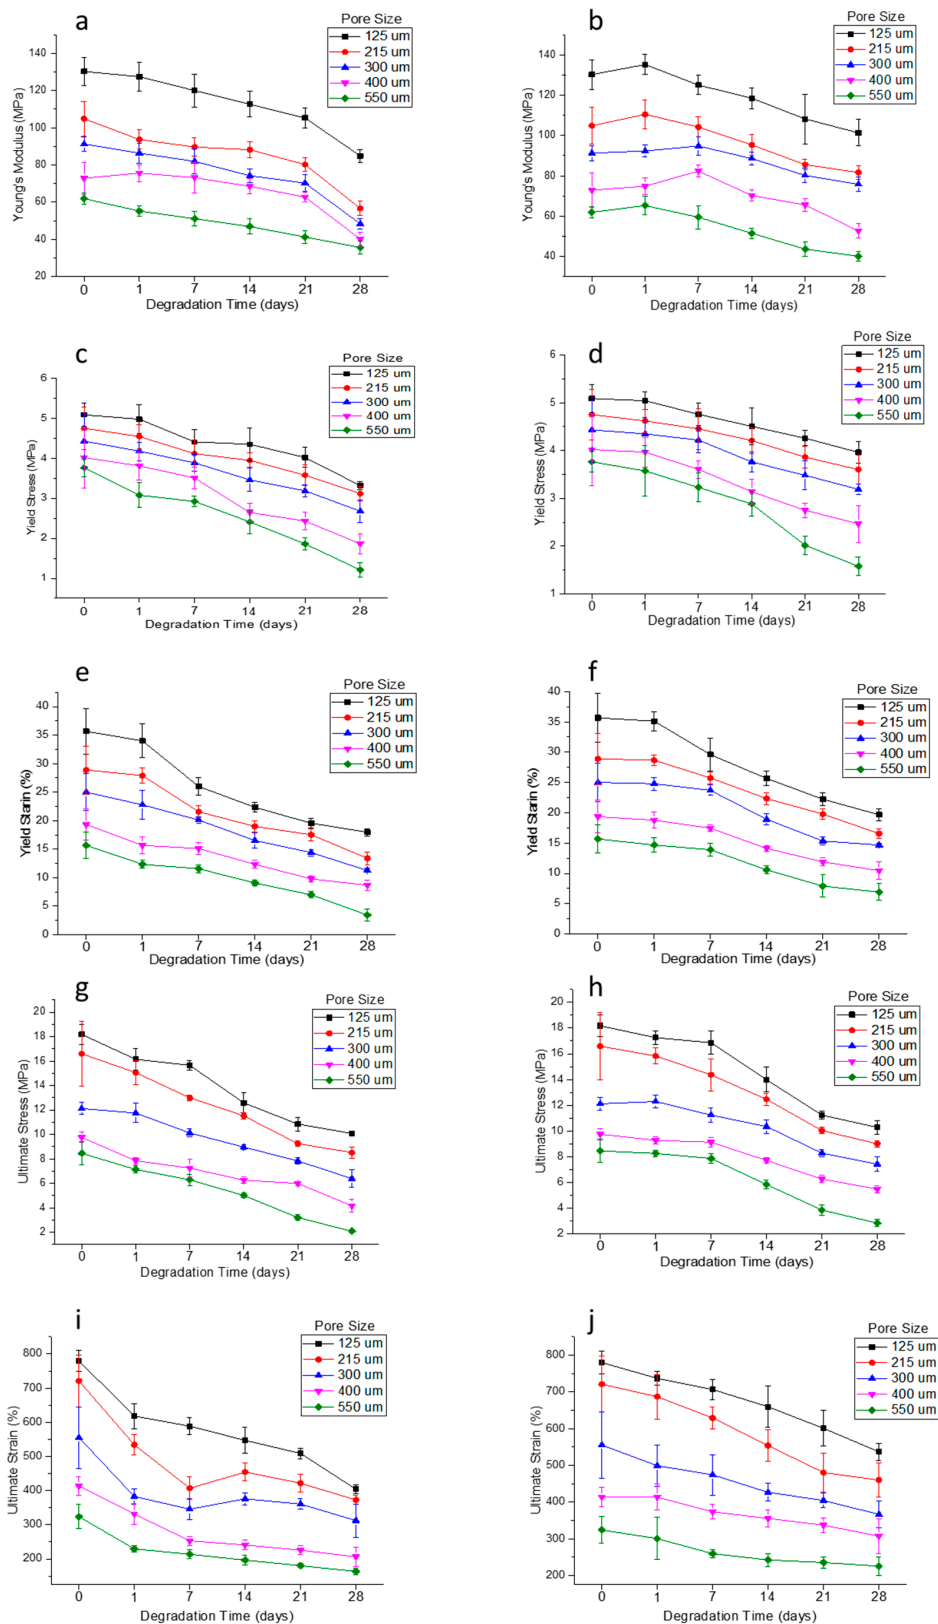 a
Pore Size
125 um
215 um
300 um
400 um
550 um
Young's Modulus (MPa)
140
120
100
80
60
40
20
0 1 7 14 21 28
Degradation Time (days)
b
Pore Size
125 um
215 um
300 um
400 um
550 um
Young's Modulus (MPa)
140
120
100
80
60
40
0 1 7 14 21 28
Degradation Time (days)
c
Pore Size
125 um
215 um
300 um
400 um
550 um
Yield Stress (MPa)
6
5
4
3
2
1
0 1 7 14 21 28
Degradation Time (days)
d
Pore Size
125 um
215 um
300 um
400 um
550 um
Yield Stress (MPa)
6
5
4
3
2
1
0 1 7 14 21 28
Degradation Time (days)
e
Pore Size
125 um
215 um
300 um
400 um
550 um
Yield Starin (%)
40
35
30
25
20
15
10
5
0
0 1 7 14 21 28
Degradation Time (days)
f
Pore Size
125 um
215 um
300 um
400 um
550 um
Yield Starin (%)
40
35
30
25
20
15
10
5
0
0 1 7 14 21 28
Degradation Time (days)
g
Pore Size
125 um
215 um
300 um
400 um
550 um
Ultimate Stress (MPa)
20
18
16
14
12
10
8
6
4
2
0 1 7 14 21 28
Degradation Time (days)
h
Pore Size
125 um
215 um
300 um
400 um
550 um
Ultimate Stress (MPa)
20
18
16
14
12
10
8
6
4
2
0 1 7 14 21 28
Degradation Time (days)
i
Pore Size
125 um
215 um
300 um
400 um
550 um
Ultimate Strain (%)
800
700
600
500
400
300
200
0 1 7 14 21 28
Degradation Time (days)
j
Pore Size
125 um
215 um
300 um
400 um
550 um
Ultimate Strain (%)
800
700
600
500
400
300
200
0 1 7 14 21 28
Degradation Time (days)